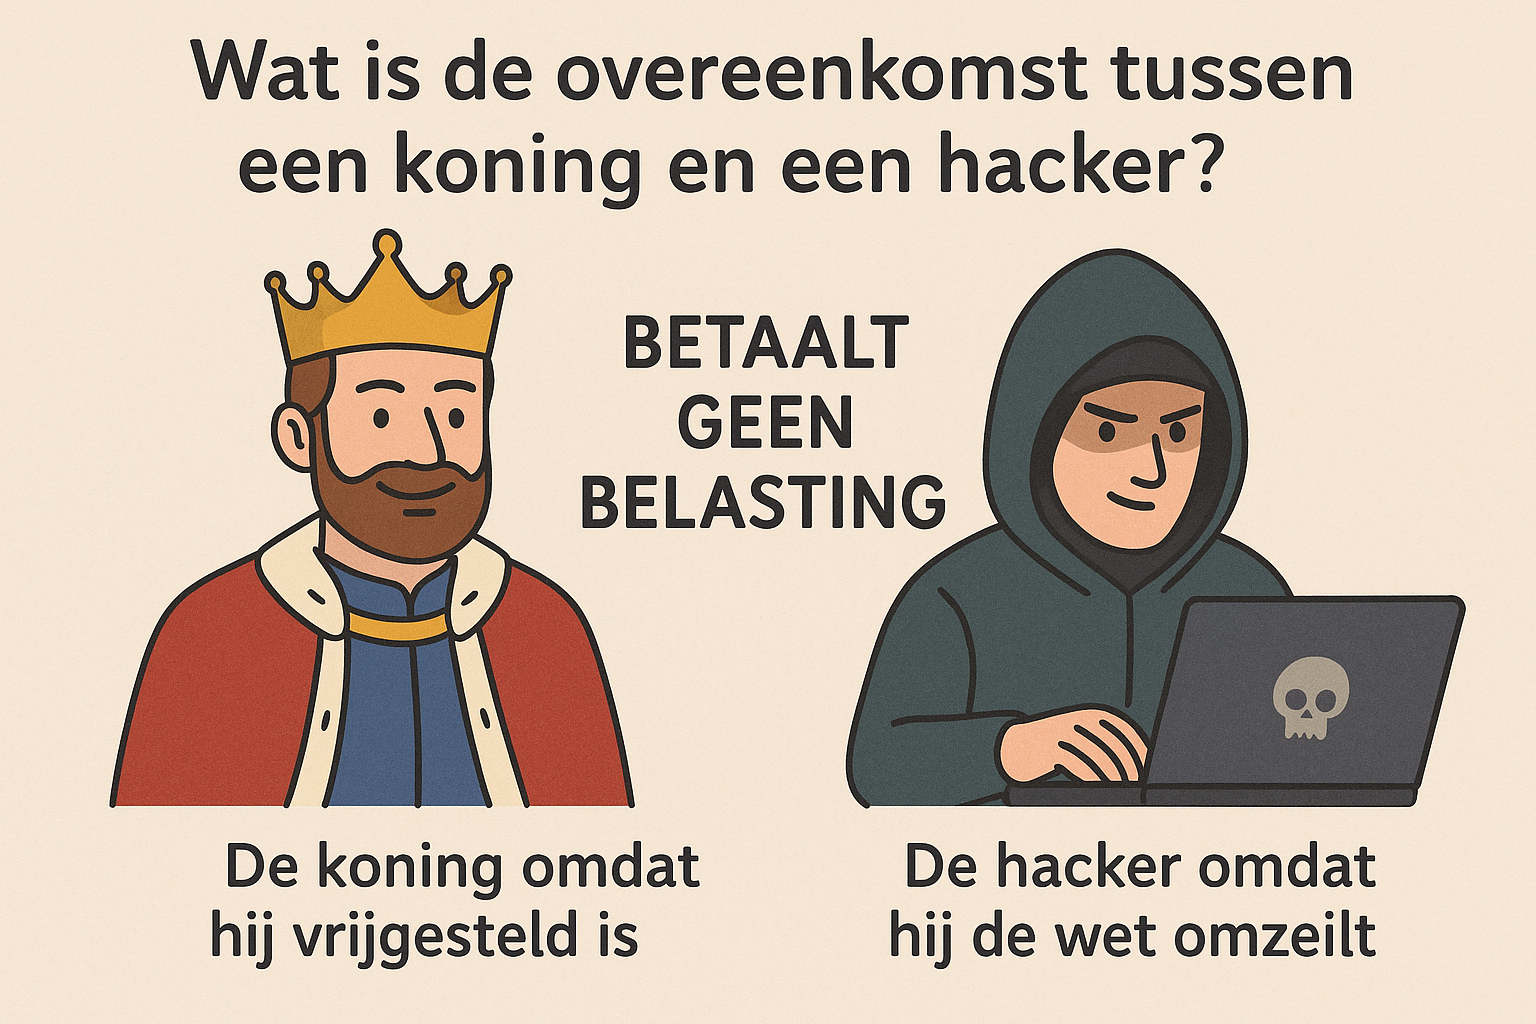 Wat is de overeenkomst tussen
een koning en een hacker?
BETAALT
GEEN
BELASTING
De koning omdat
hij vrijgesteld is
De hacker omdat
hij de wet omzeilt